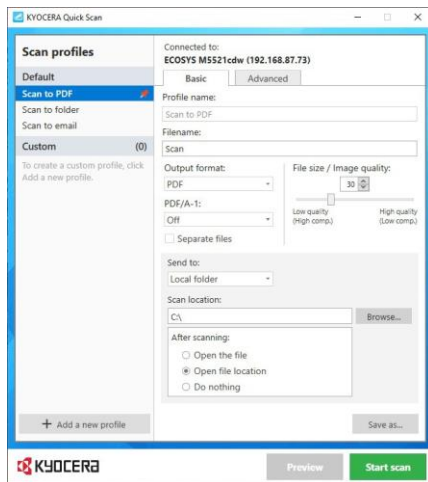 KYOCERA Quick Scan
Scan profiles
Default
Scan to PDF
Scan to folder
Scan to email
Custom (0)
To create a custom profile, click
Add a new profile.
+ Add a new profile
Connected to:
ECOSYS M5521cdw (192.168.87.73)
Basic Advanced
Profile name:
Scan to PDF
Filename:
Scan
Output format:
PDF
PDF/A-1:
Off
Separate files
File size / Image quality:
30
Low quality High quality
(High comp.) (Low comp.)
Send to:
Local folder
Scan location:
C:\ Browse...
After scanning:
Open the file
Open file location
Do nothing
Save as...
KYOCERA Preview Start scan